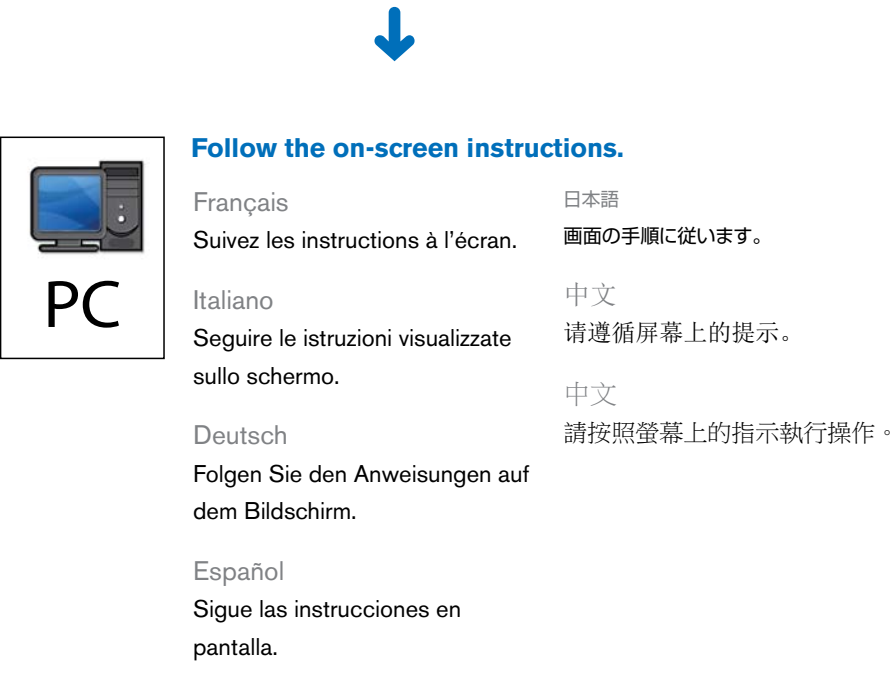 PC
Follow the on-screen instructions.
Français
Suivez les instructions à l’écran.
Italiano
Seguire le istruzioni visualizzate
sullo schermo.
Deutsch
Folgen Sie den Anweisungen auf
dem Bildschirm.
Español
Sigue las instrucciones en
pantalla.
日本語
画面の手順に従います。
中文
请遵循屏幕上的提示。
中文
請按照螢幕上的指示執行操作。